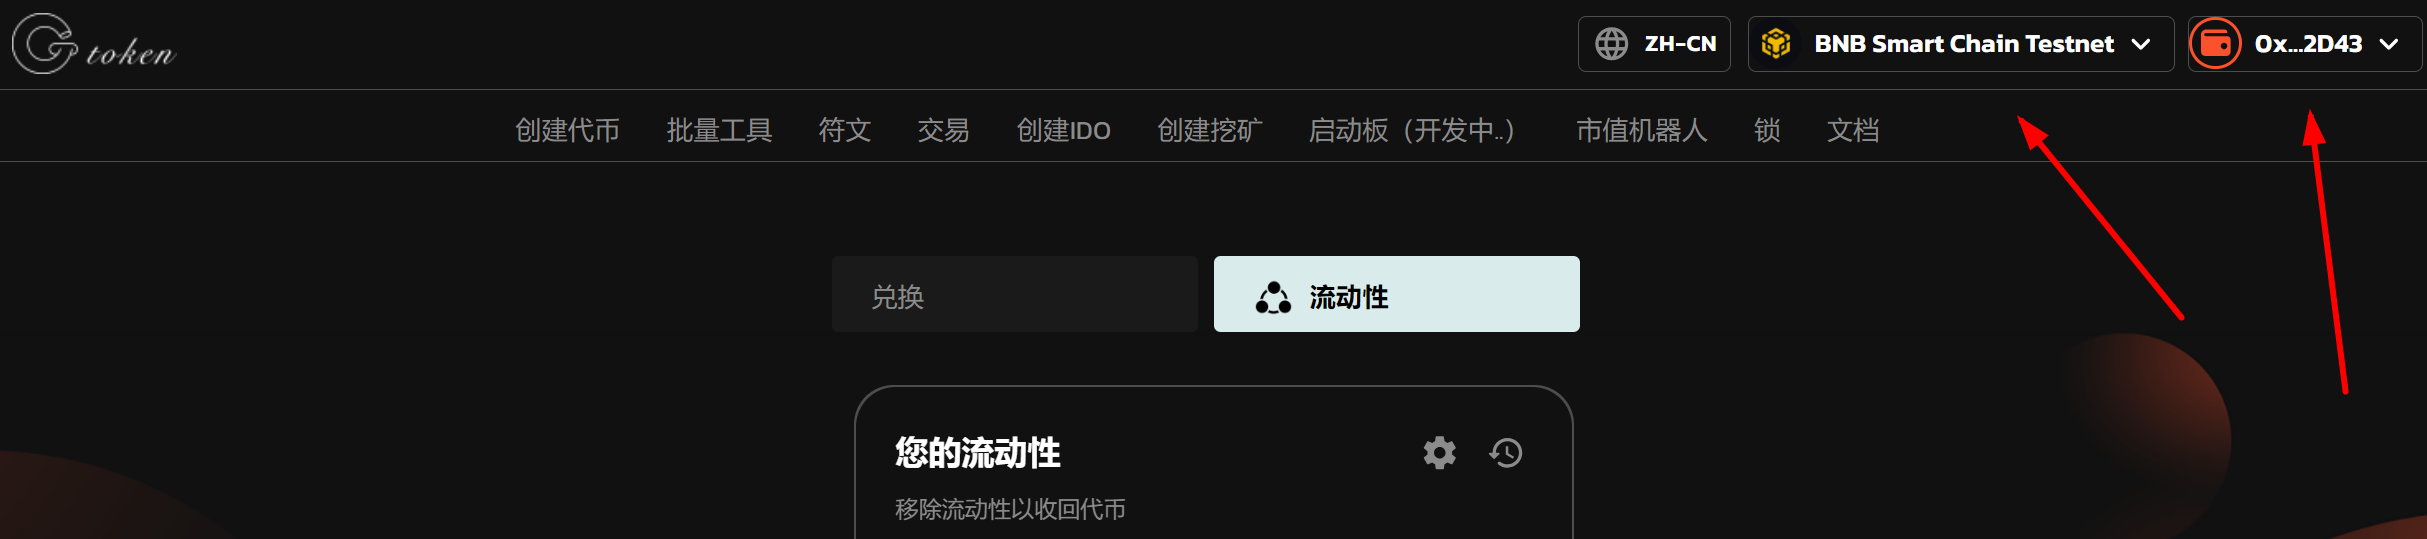 Gtoken
ZH-CN
BNB Smart Chain Testnet
0x...2D43
创建代币 批量工具 符文 交易 创建IDO 创建挖矿 启动板（开发中..） 市值机器人 锁 文档
兑换
流动性
您的流动性
移除流动性以收回代币